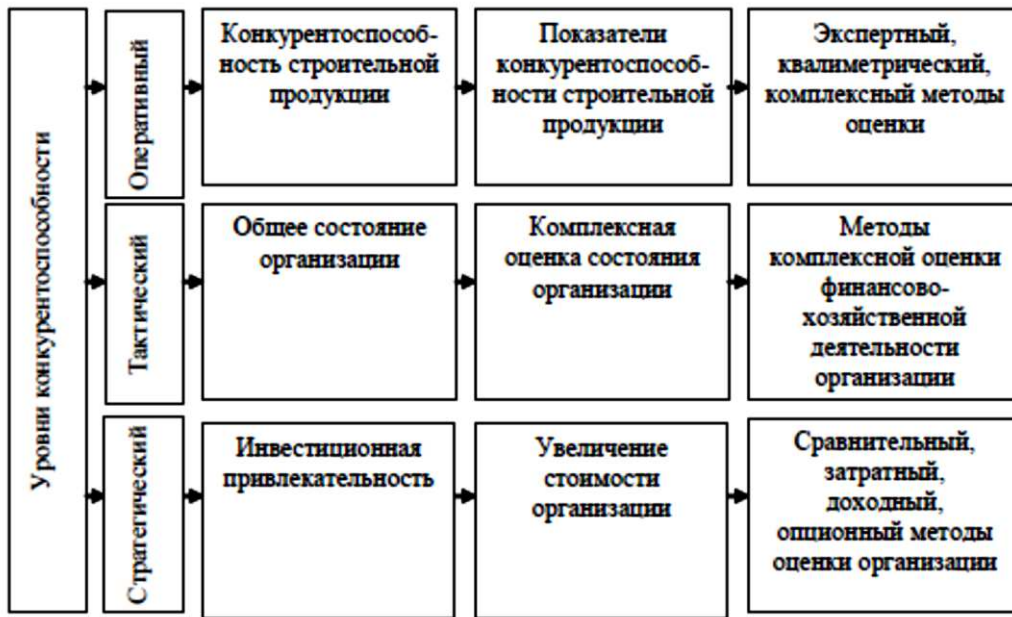 Уровни конкурентоспособности
Оперативный
Конкурентоспособ-
ность строительной
продукции
Показатели
конкурентоспособ-
ности строительной
продукции
Экспертный,
квалиметрический,
комплексный методы
оценки
Тактический
Общее состояние
организации
Комплексная
оценка состояния
организации
Методы
комплексной оценки
финансово-
хозяйственной
деятельности
организации
Стратегический
Инвестиционная
привлекательность
Увеличение
стоимости
организации
Сравнительный,
затратный,
доходный,
опционный методы
оценки организации